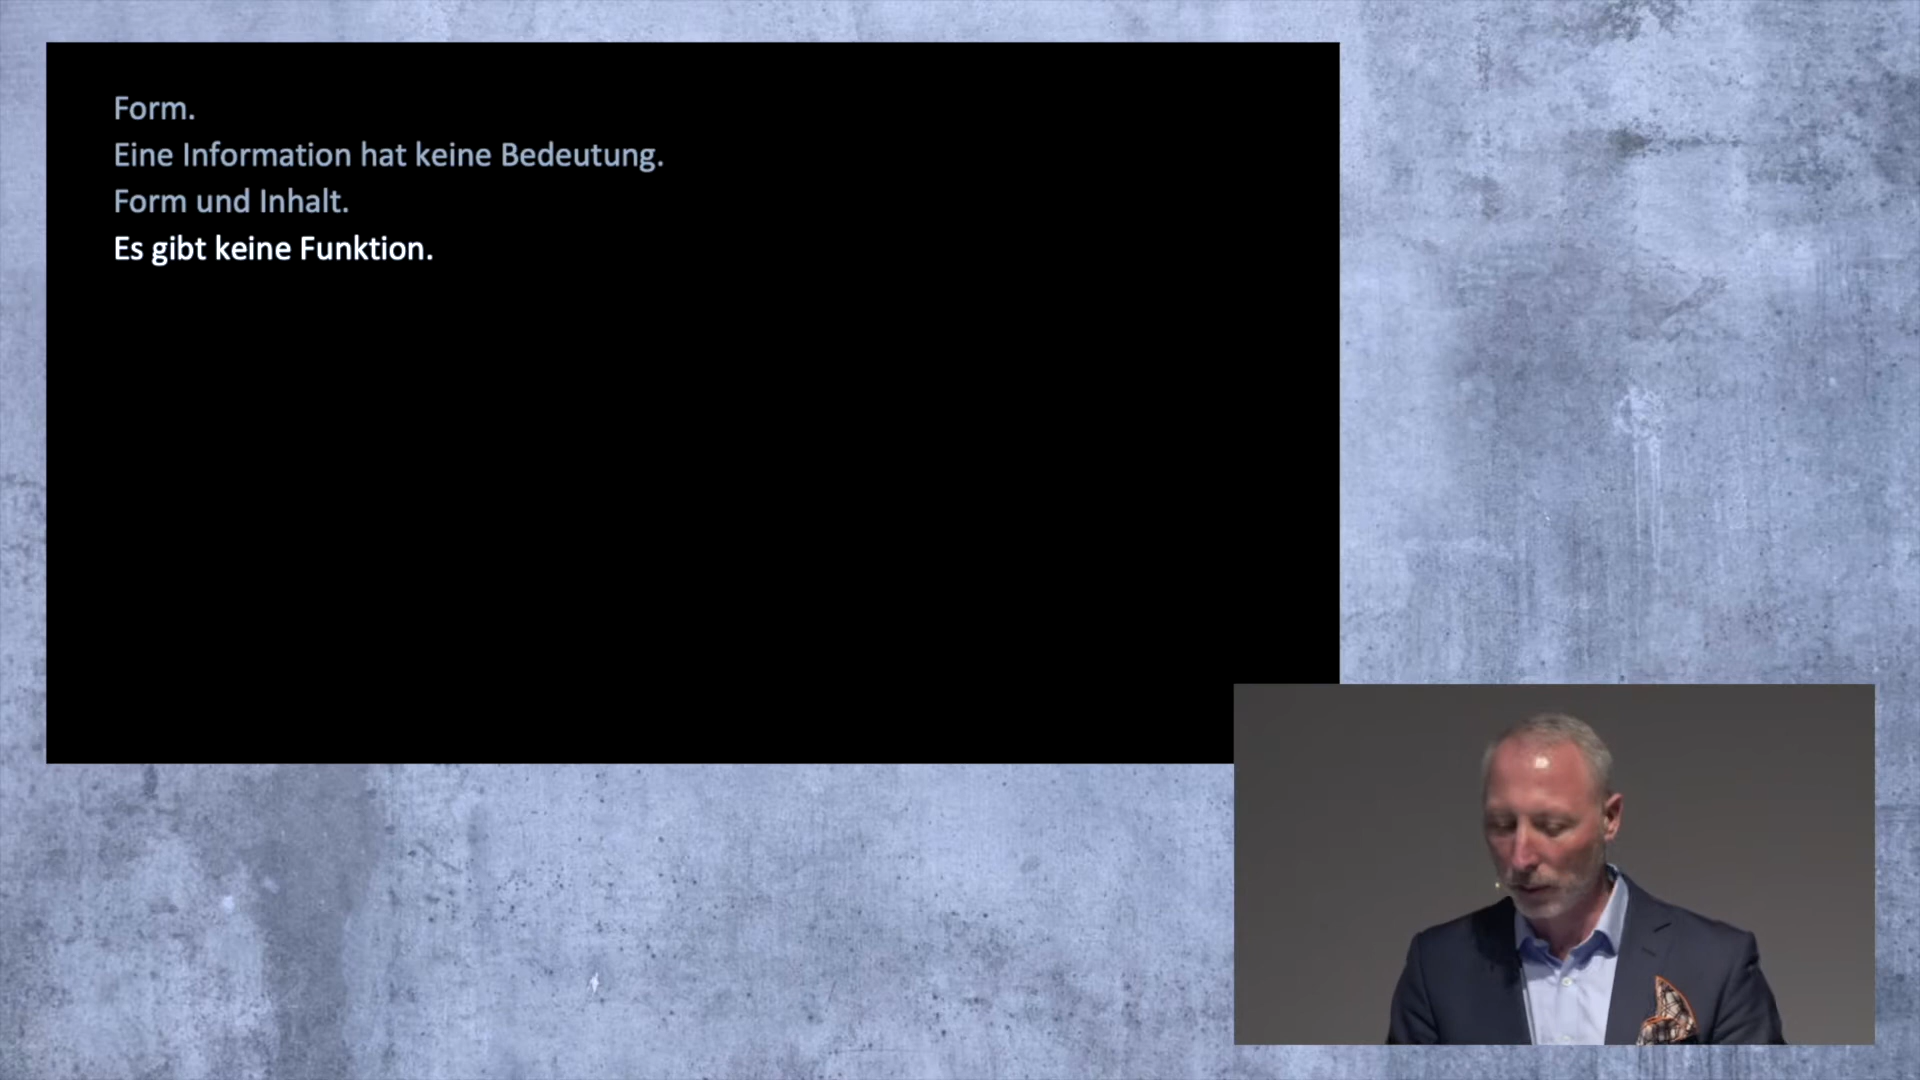 Form.
Eine Information hat keine Bedeutung.
Form und Inhalt.
Es gibt keine Funktion.